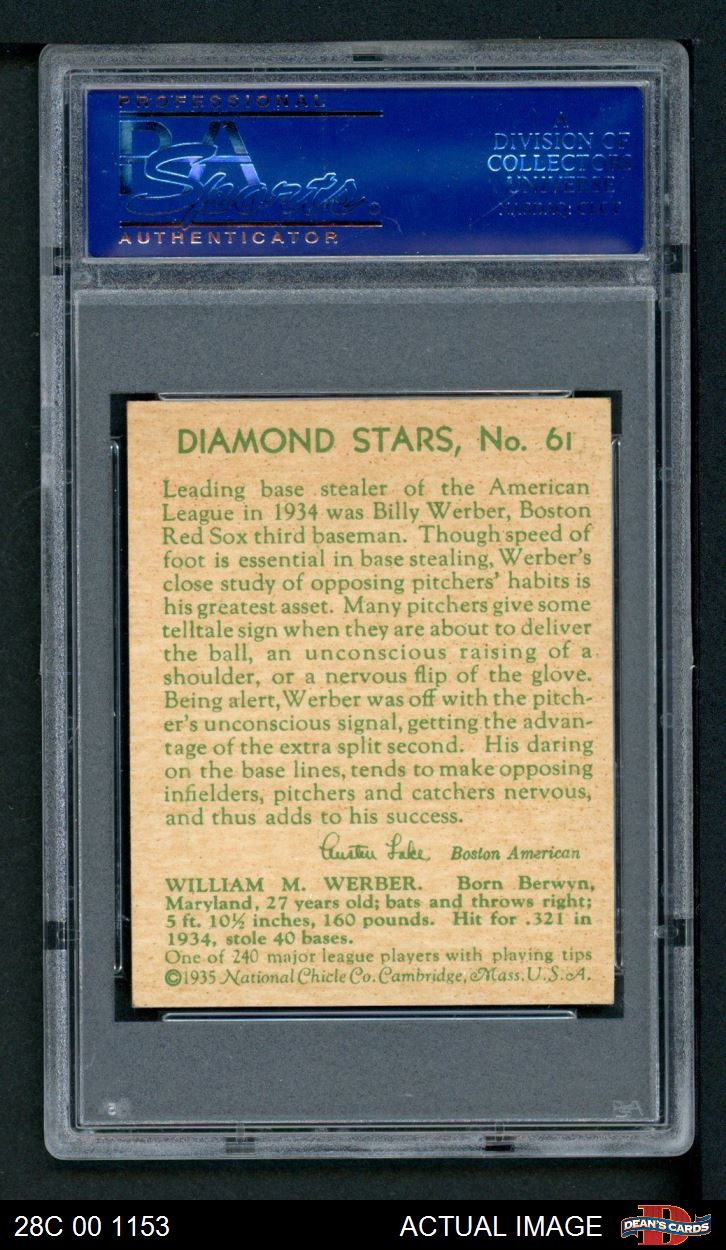 PROFESSIONAL
PSA
Sports
AUTHENTICATOR
A
DIVISION OF
COLLECTORS
UNIVERSE
NASDAQ: CLCT
DIAMOND STARS, No. 61
Leading base stealer of the American
League in 1934 was Billy Werber, Boston
Red Sox third baseman. Though speed of
foot is essential in base stealing, Werber's
close study of opposing pitchers' habits is
his greatest asset. Many pitchers give some
telltale sign when they are about to deliver
the ball, an unconscious raising of a
shoulder, or a nervous flip of the glove.
Being alert, Werber was off with the pitch-
er's unconscious signal, getting the advan-
tage of the extra split second. His daring
on the base lines, tends to make opposing
infielders, pitchers and catchers nervous,
and thus adds to his success.
Austen Lake Boston American
WILLIAM M. WERBER. Born Berwyn,
Maryland, 27 years old; bats and throws right;
5 ft. 10½ inches, 160 pounds. Hit for .321 in
1934, stole 40 bases.
One of 240 major league players with playing tips
©1935 National Chicle Co. Cambridge, Mass. U.S.A.
PSA
28C 00 1153
ACTUAL IMAGE
DEAN'S CARDS